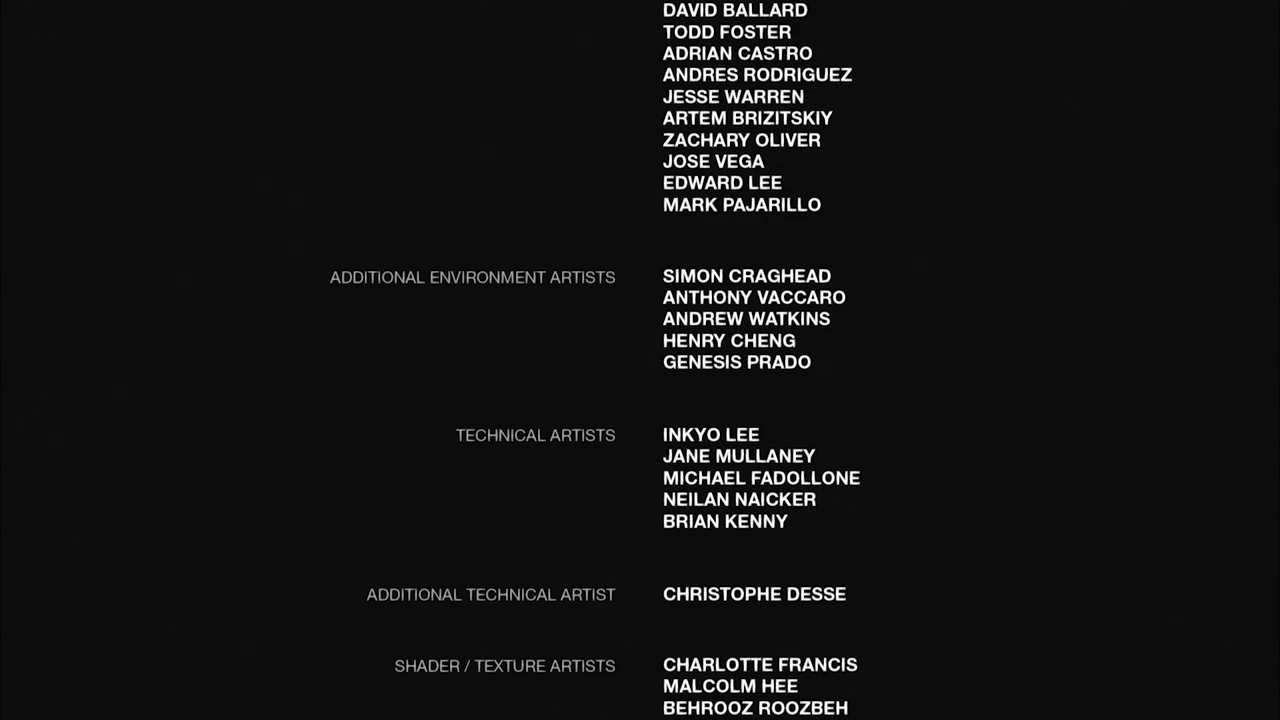 DAVID BALLARD
TODD FOSTER
ADRIAN CASTRO
ANDRES RODRIGUEZ
JESSE WARREN
ARTEM BRIZITSKIY
ZACHARY OLIVER
JOSE VEGA
EDWARD LEE
MARK PAJARILLO
ADDITIONAL ENVIRONMENT ARTISTS SIMON CRAGHEAD
ANTHONY VACCARO
ANDREW WATKINS
HENRY CHENG
GENESIS PRADO
TECHNICAL ARTISTS INKYO LEE
JANE MULLANEY
MICHAEL FADOLLONE
NEILAN NAICKER
BRIAN KENNY
ADDITIONAL TECHNICAL ARTIST CHRISTOPHE DESSE
SHADER / TEXTURE ARTISTS CHARLOTTE FRANCIS
MALCOLM HEE
BEHROOZ ROOZBEH